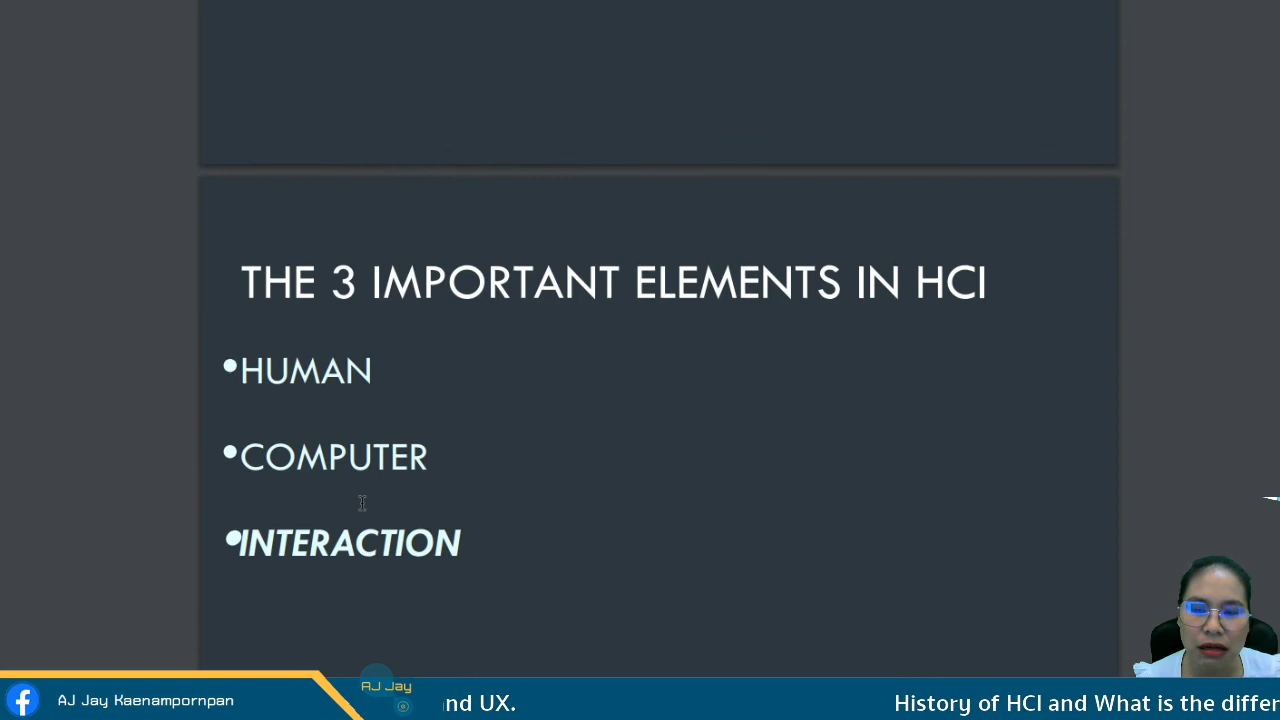 THE 3 IMPORTANT ELEMENTS IN HCI
•HUMAN
•COMPUTER
•INTERACTION
AJ Jay Kaenampornpan
AJ Jay
nd UX.
History of HCI and What is the differ